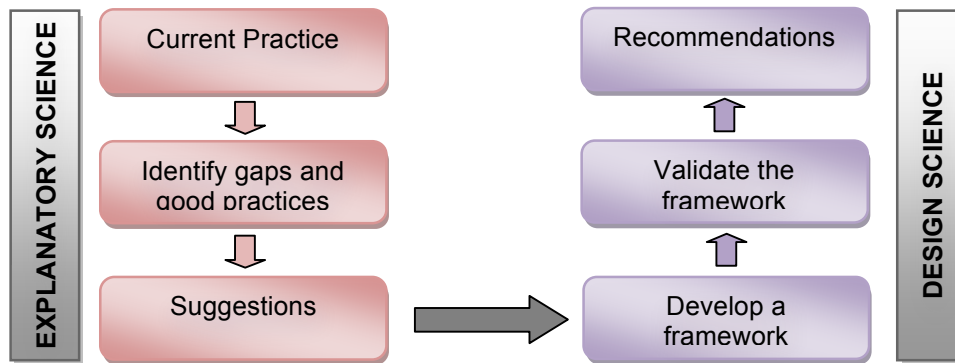 EXPLANATORY SCIENCE
Current Practice
Identify gaps and
good practices
Suggestions
Recommendations
Validate the
framework
Develop a
framework
DESIGN SCIENCE